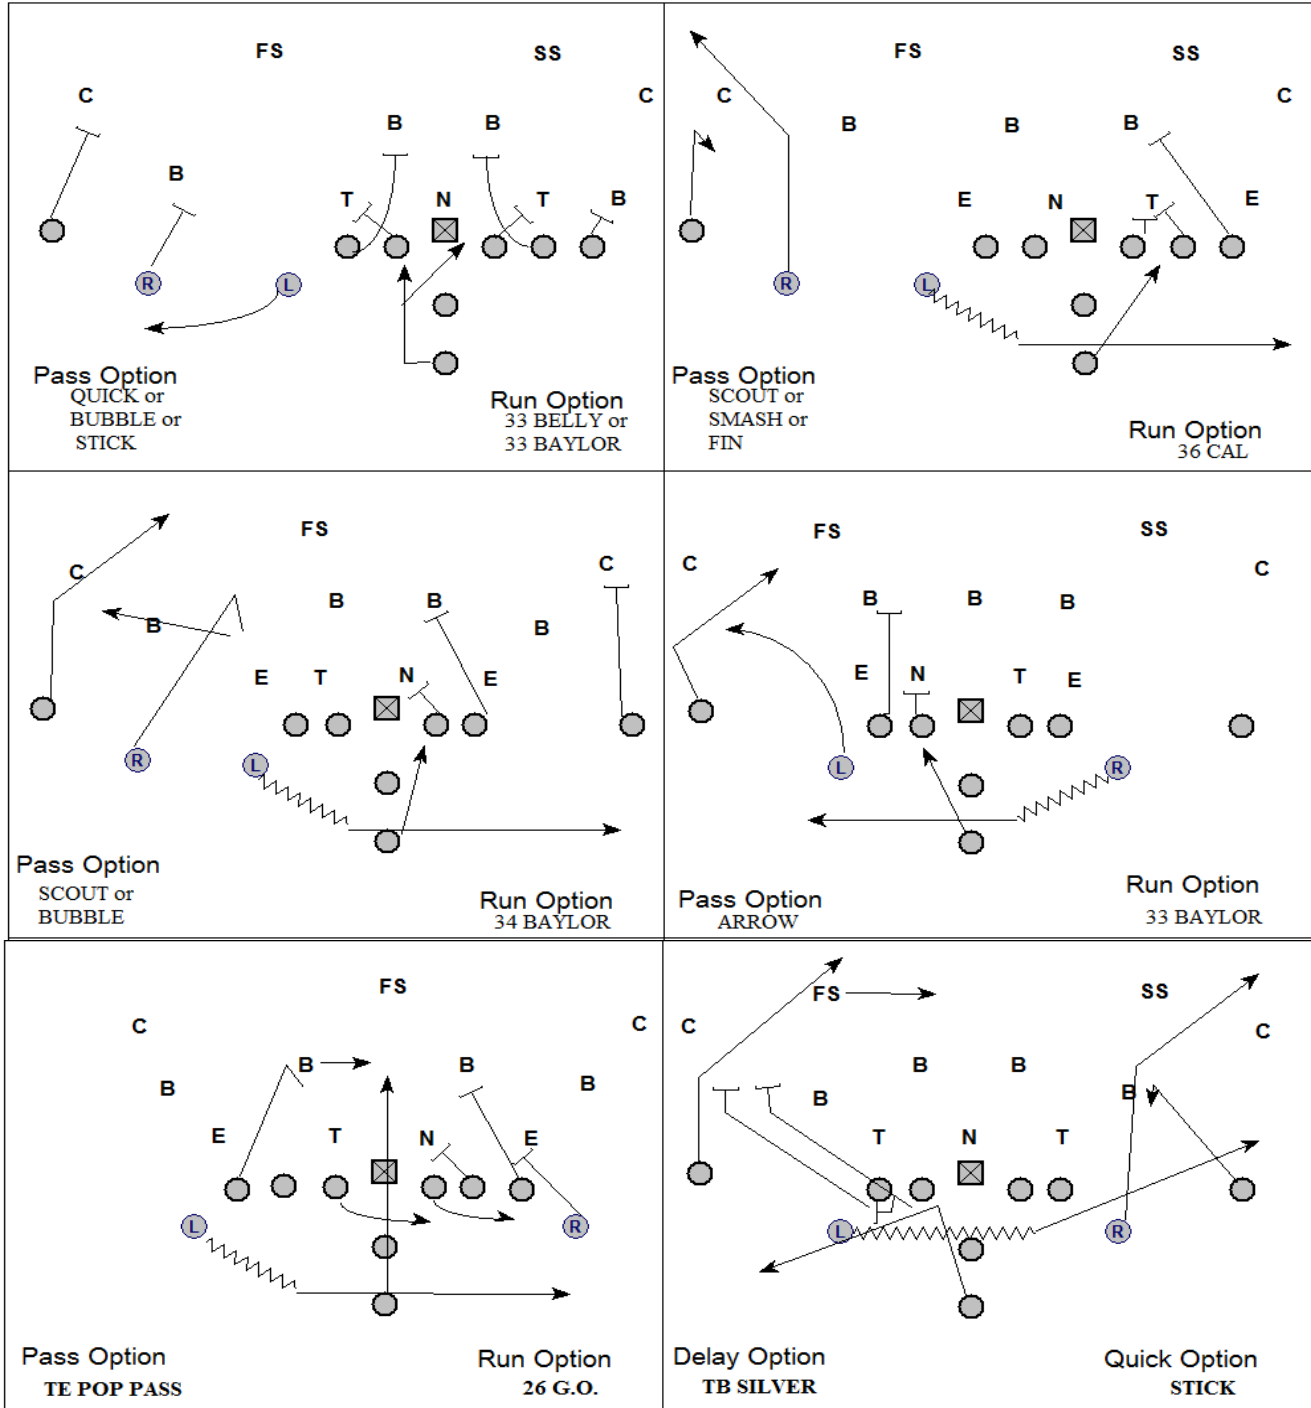 FS SS
C C
B B
B
T N T B
R L
Pass Option
QUICK or
BUBBLE or
STICK
Run Option
33 BELLY or
33 BAYLOR
FS SS
C C
B B B
E N T E
R L
Pass Option
SCOUT or
SMASH or
FIN
Run Option
36 CAL
FS
C C
B B B B
E T N E
R L
Pass Option
SCOUT or
BUBBLE
Run Option
34 BAYLOR
FS SS
C C
B B B
E N T E
L R
Pass Option
ARROW
Run Option
33 BAYLOR
FS
C C
B B
B B
E T N E
L R
Pass Option
TE POP PASS
Run Option
26 G.O.
FS SS
C C
B B
B B
T N T
L R
Delay Option
TB SILVER
Quick Option
STICK